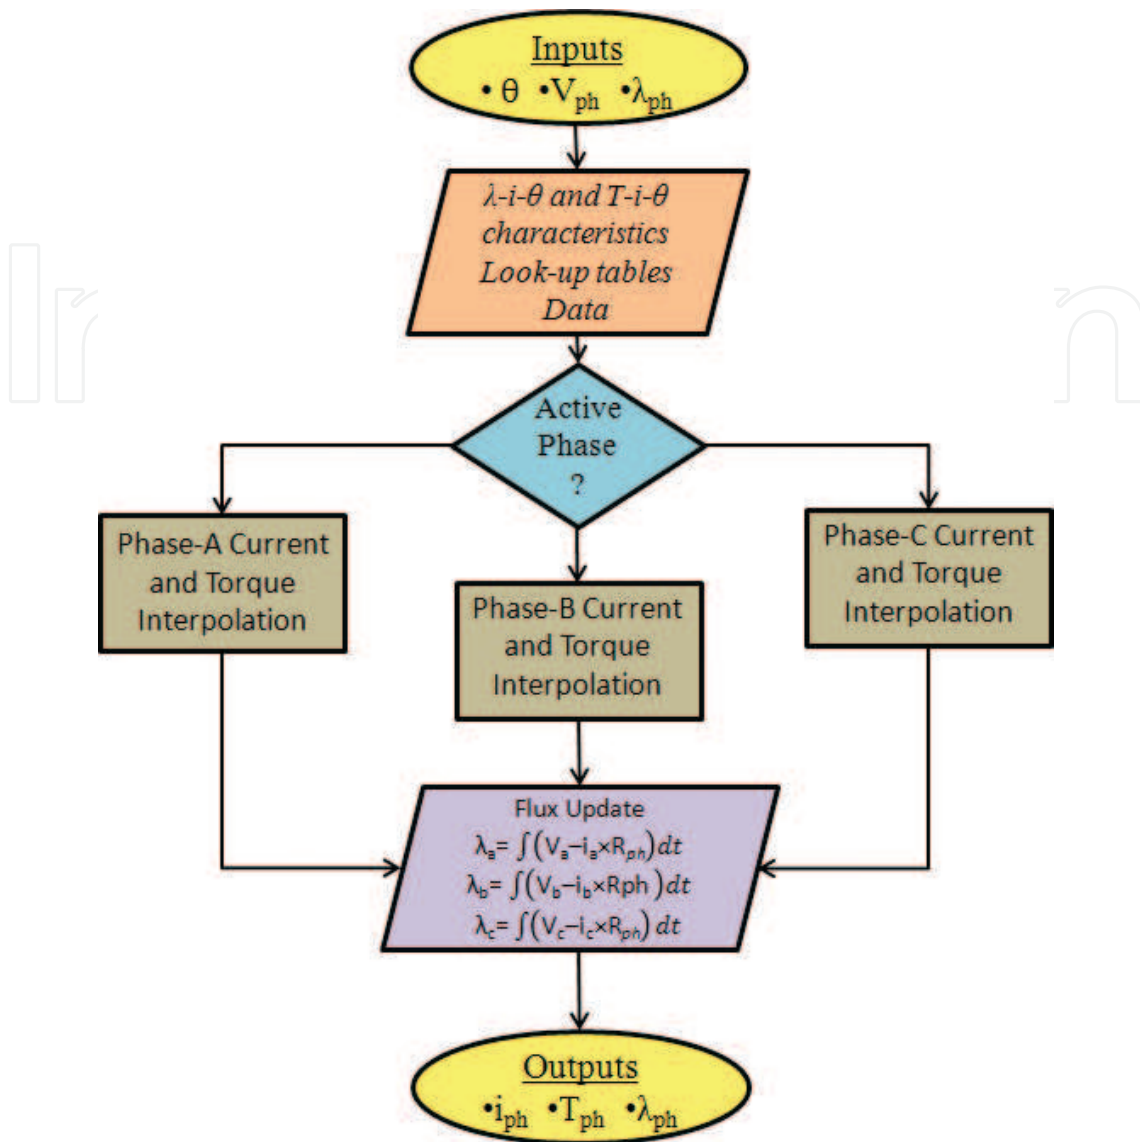 Inputs
• θ •V_ph •λ_ph
λ-i-θ and T-i-θ
characteristics
Look-up tables
Data
Active
Phase
?
Phase-A Current
and Torque
Interpolation
Phase-B Current
and Torque
Interpolation
Phase-C Current
and Torque
Interpolation
Flux Update
λ_a= ∫(V_a–i_a×R_ph)dt
λ_b= ∫(V_b–i_b×Rph )dt
λ_c= ∫(V_c–i_c×R_ph) dt
Outputs
•i_ph •T_ph •λ_ph